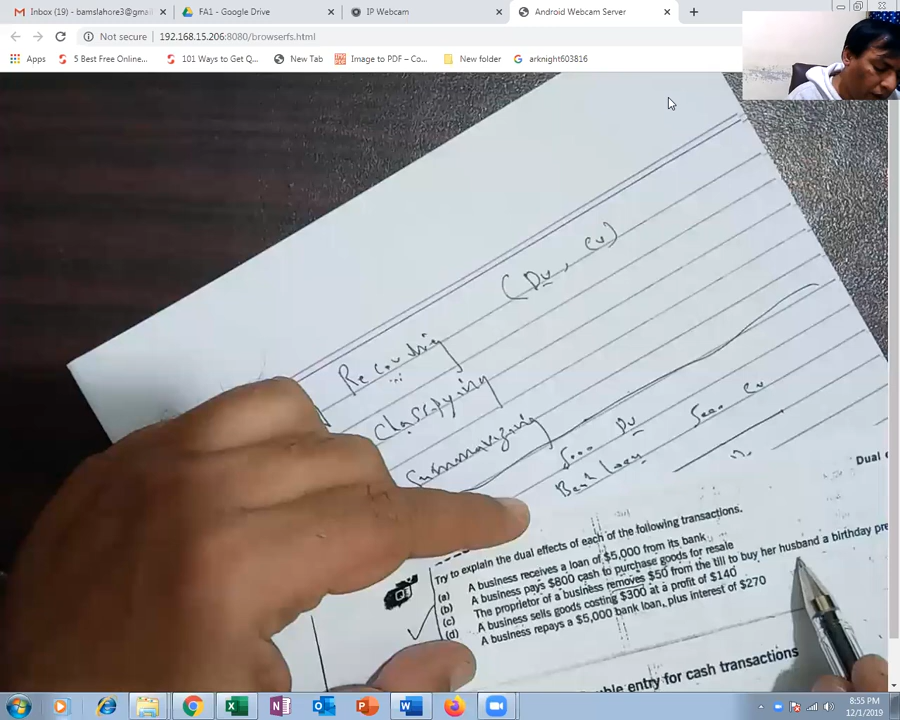 Inbox (19) - bamslahore3@gmai
FA1 - Google Drive
IP Webcam
Android Webcam Server
Not secure
192.168.15.206:8080/browserfs.html
Apps
5 Best Free Online...
101 Ways to Get "Q...
New Tab
Image to PDF – Co...
New folder
arknight603816
(Dr, Cr)
Recording
Classifying
Summarizing
5000 Dr 5000 Cr
Bank loan
Dual e
Try to explain the dual effects of each of the following transactions.
Q3
(a) A business receives a loan of $5,000 from its bank
(b) A business pays $800 cash to purchase goods for resale
(c) The proprietor of a business removes $50 from the till to buy her husband a birthday pre
(d) A business sells goods costing $300 at a profit of $140
A business repays a $5,000 bank loan, plus interest of $270
ble entry for cash transactions
8:55 PM
12/1/2019